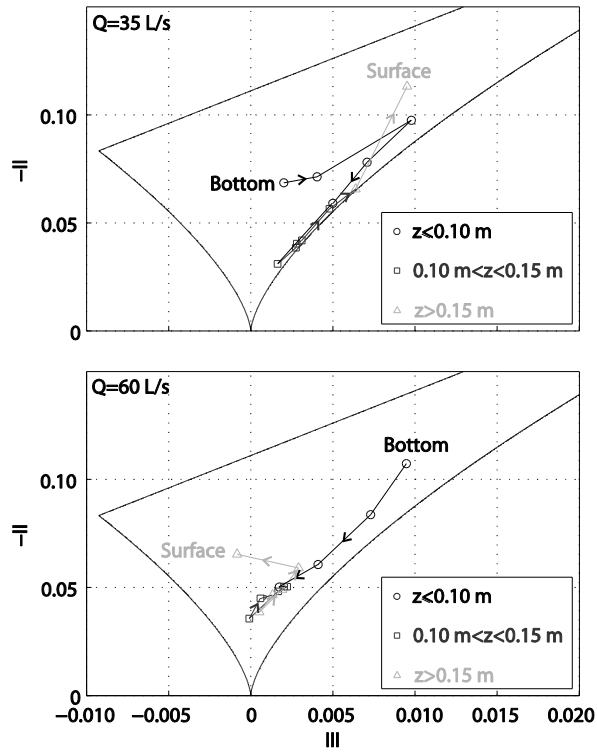 Q=35 L/s
Surface
0.10
–II
Bottom
0.05
z<0.10 m
0.10 m<z<0.15 m
z>0.15 m
0
Q=60 L/s
Bottom
0.10
–II
Surface
0.05
z<0.10 m
0.10 m<z<0.15 m
z>0.15 m
0
−0.010 −0.005 0 0.005 0.010 0.015 0.020
III